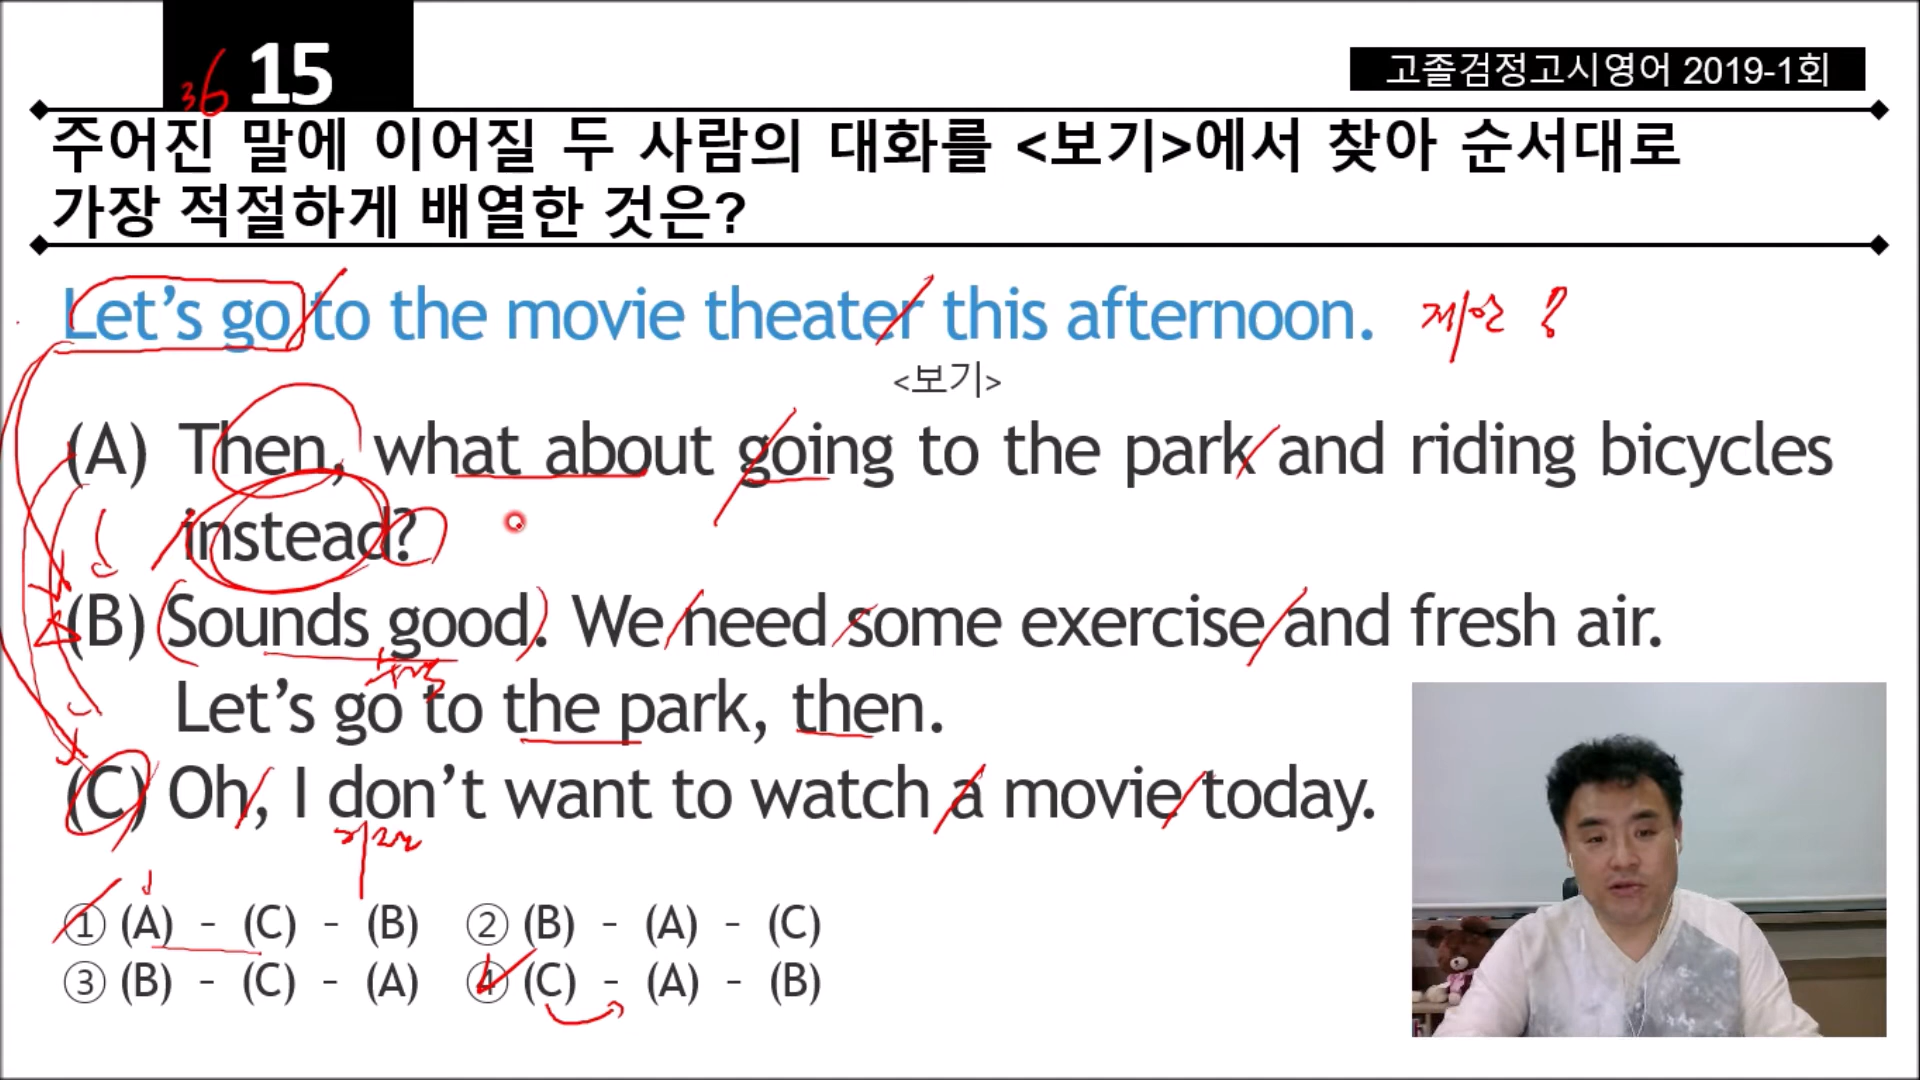 36 15
고졸검정고시영어 2019-1회
주어진 말에 이어질 두 사람의 대화를 <보기>에서 찾아 순서대로
가장 적절하게 배열한 것은?
Let's go to the movie theater this afternoon. 제안
<보기>
(A) Then, what about going to the park and riding bicycles
instead?
(B) Sounds good. We need some exercise and fresh air.
Let's go to the park, then.
(C) Oh, I don't want to watch a movie today.
① (A) - (C) - (B) ② (B) - (A) - (C)
③ (B) - (C) - (A) ④ (C) - (A) - (B)